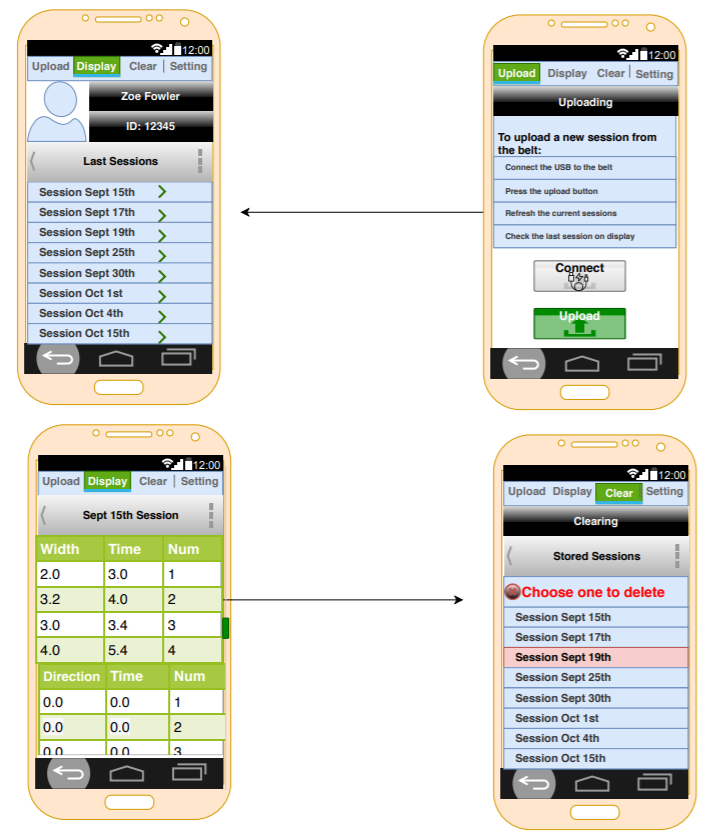 12:00
Upload Display Clear | Setting
Zoe Fowler
ID: 12345
Last Sessions
Session Sept 15th
Session Sept 17th
Session Sept 19th
Session Sept 25th
Session Sept 30th
Session Oct 1st
Session Oct 4th
Session Oct 15th
12:00
Upload Display Clear | Setting
Uploading
To upload a new session from
the belt:
Connect the USB to the belt
Press the upload button
Refresh the current sessions
Check the last session on display
Connect
Upload
12:00
Upload Display Clear | Setting
Sept 15th Session
Width Time Num
2.0 3.0 1
3.2 4.0 2
3.0 3.4 3
4.0 5.4 4
Direction Time Num
0.0 0.0 1
0.0 0.0 2
0.0 0.0 3
12:00
Upload Display Clear Setting
Clearing
Stored Sessions
Choose one to delete
Session Sept 15th
Session Sept 17th
Session Sept 19th
Session Sept 25th
Session Sept 30th
Session Oct 1st
Session Oct 4th
Session Oct 15th